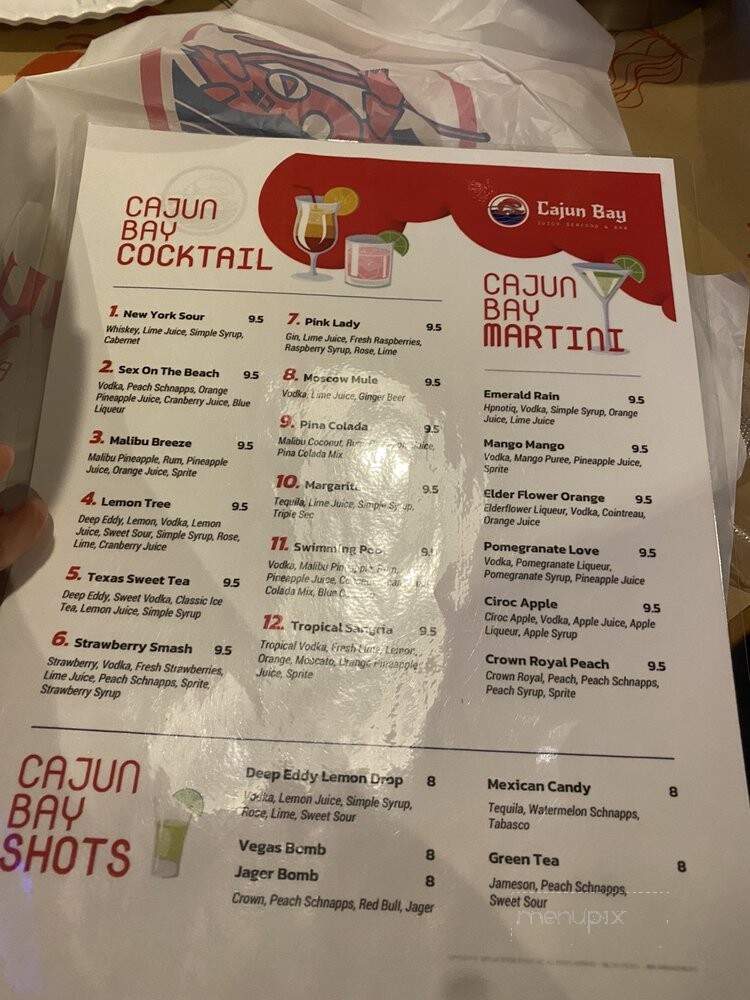 Cajun Bay
JUICY SEAFOOD & BAR
CAJUN
BAY
COCKTAIL
1. New York Sour 9.5
Whiskey, Lime Juice, Simple Syrup,
Cabernet
2. Sex On The Beach 9.5
Vodka, Peach Schnapps, Orange
Pineapple Juice, Cranberry Juice, Blue
Liqueur
3. Malibu Breeze 9.5
Malibu Pineapple, Rum, Pineapple
Juice, Orange Juice, Sprite
4. Lemon Tree 9.5
Deep Eddy, Lemon, Vodka, Lemon
Juice, Sweet Sour, Simple Syrup, Rose,
Lime, Cranberry Juice
5. Texas Sweet Tea 9.5
Deep Eddy, Sweet Vodka, Classic Ice
Tea, Lemon Juice, Simple Syrup
6. Strawberry Smash 9.5
Strawberry, Vodka, Fresh Strawberries,
Lime Juice, Peach Schnapps, Sprite,
Strawberry Syrup
7. Pink Lady 9.5
Gin, Lime Juice, Fresh Raspberries,
Raspberry Syrup, Rose, Lime
8. Moscow Mule 9.5
Vodka, Lime Juice, Ginger Beer
9. Pina Colada 9.5
Malibu Coconut, Rum, Juice,
Pina Colada Mix
10. Margarita 9.5
Tequila, Lime Juice, Simple Syrup,
Triple Sec
11. Swimming Pool 9.5
Vodka, Malibu Pineapple, Rum,
Pineapple Juice,
Colada Mix, Blue
12. Tropical Sangria 9.5
Tropical Vodka, Fresh Lime, Lemon,
Orange, Moscato, Orange Pineapple
Juice, Sprite
CAJUN
BAY
MARTINI
Emerald Rain 9.5
Hpnotiq, Vodka, Simple Syrup, Orange
Juice, Lime Juice
Mango Mango 9.5
Vodka, Mango Puree, Pineapple Juice,
Sprite
Elder Flower Orange 9.5
Elderflower Liqueur, Vodka, Cointreau,
Orange Juice
Pomegranate Love 9.5
Vodka, Pomegranate Liqueur,
Pomegranate Syrup, Pineapple Juice
Ciroc Apple 9.5
Ciroc Apple, Vodka, Apple Juice, Apple
Liqueur, Apple Syrup
Crown Royal Peach 9.5
Crown Royal, Peach, Peach Schnapps,
Peach Syrup, Sprite
CAJUN
BAY
SHOTS
Deep Eddy Lemon Drop 8
Vodka, Lemon Juice, Simple Syrup,
Rose, Lime, Sweet Sour
Vegas Bomb 8
Jager Bomb 8
Crown, Peach Schnapps, Red Bull, Jager
Mexican Candy 8
Tequila, Watermelon Schnapps,
Tabasco
Green Tea 8
Jameson, Peach Schnapps,
Sweet Sour
menupix